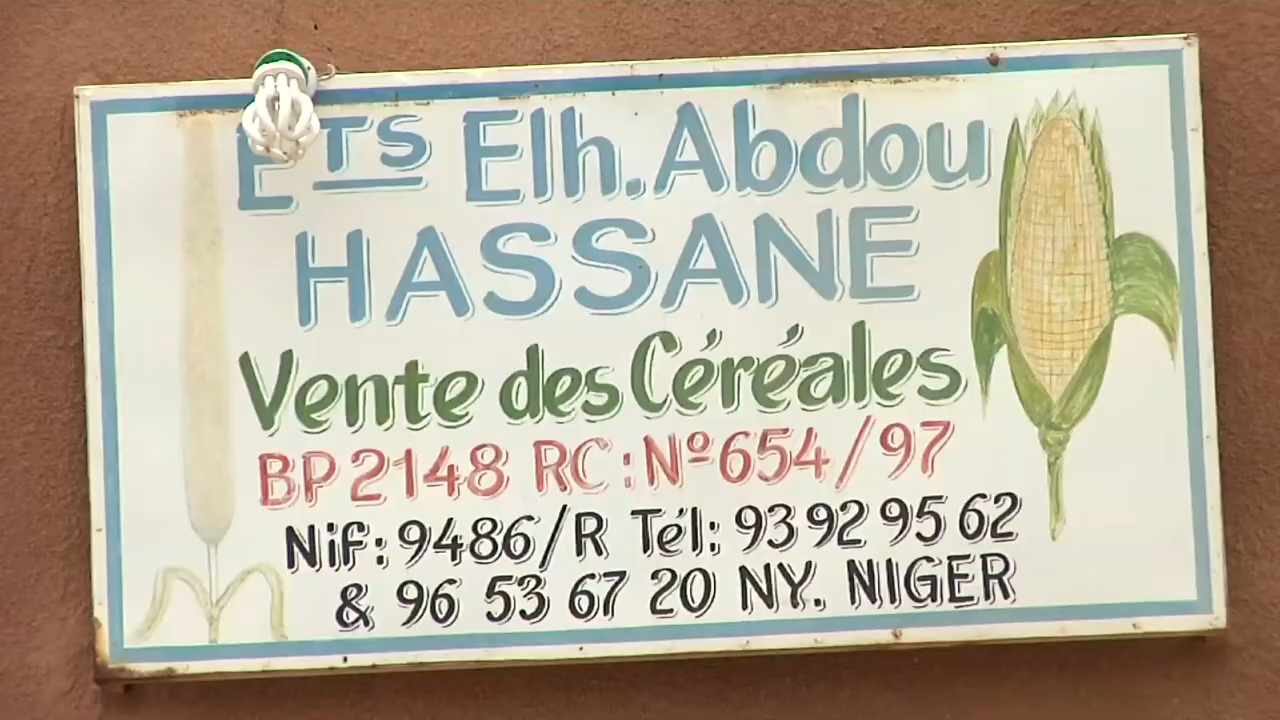 Ets Elh. Abdou
HASSANE
Vente des Céréales
BP 2148 RC: Nº 654/97
Nif: 9486/R Tél: 93 92 95 62
& 96 53 67 20 NY. NIGER